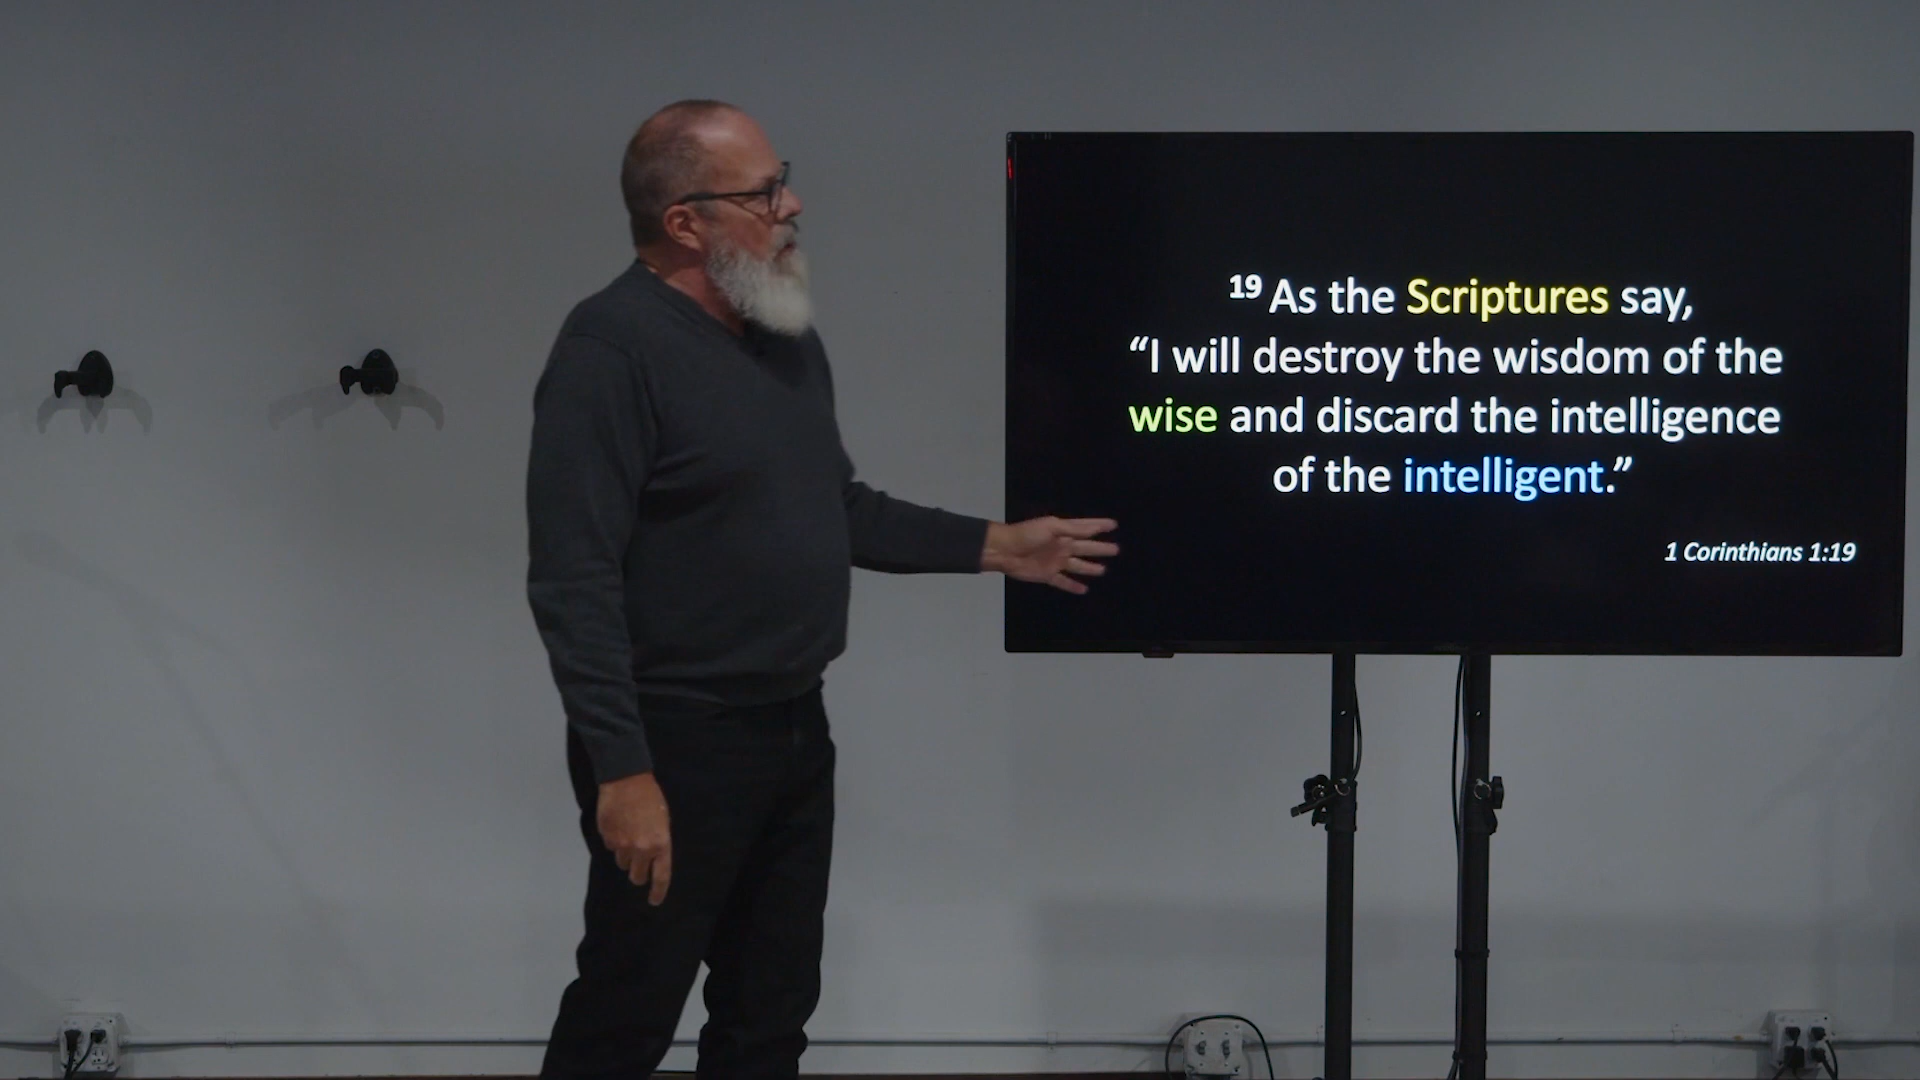 19 As the Scriptures say,
“I will destroy the wisdom of the
wise and discard the intelligence
of the intelligent.”
1 Corinthians 1:19